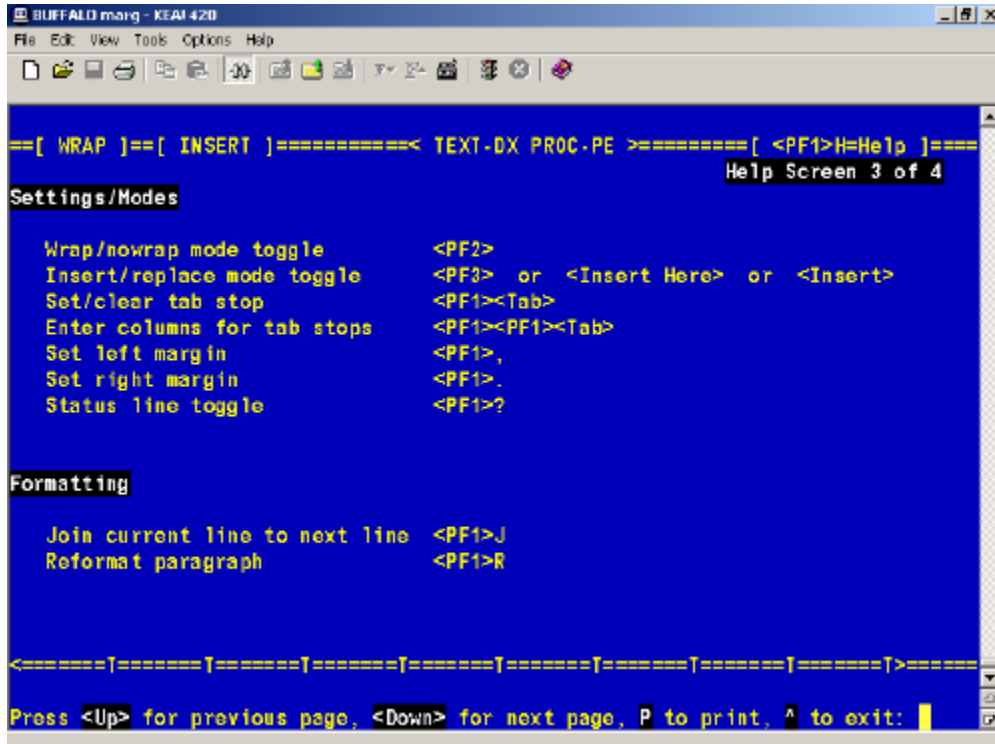 BUFFALO marg - KEA! 420
File Edit View Tools Options Help
==[ WRAP ]==[ INSERT ]===========< TEXT-DX PROC-PE >=========[ <PF1>H=Help ]====
Help Screen 3 of 4
Settings/Modes
Wrap/nowrap mode toggle <PF2>
Insert/replace mode toggle <PF3> or <Insert Here> or <Insert>
Set/clear tab stop <PF1><Tab>
Enter columns for tab stops <PF1><PF1><Tab>
Set left margin <PF1>,
Set right margin <PF1>.
Status line toggle <PF1>?
Formatting
Join current line to next line <PF1>J
Reformat paragraph <PF1>R
<=======T=======T=======T=======T=======T=======T=======T=======T=======T>======
Press <Up> for previous page, <Down> for next page, P to print, ^ to exit: